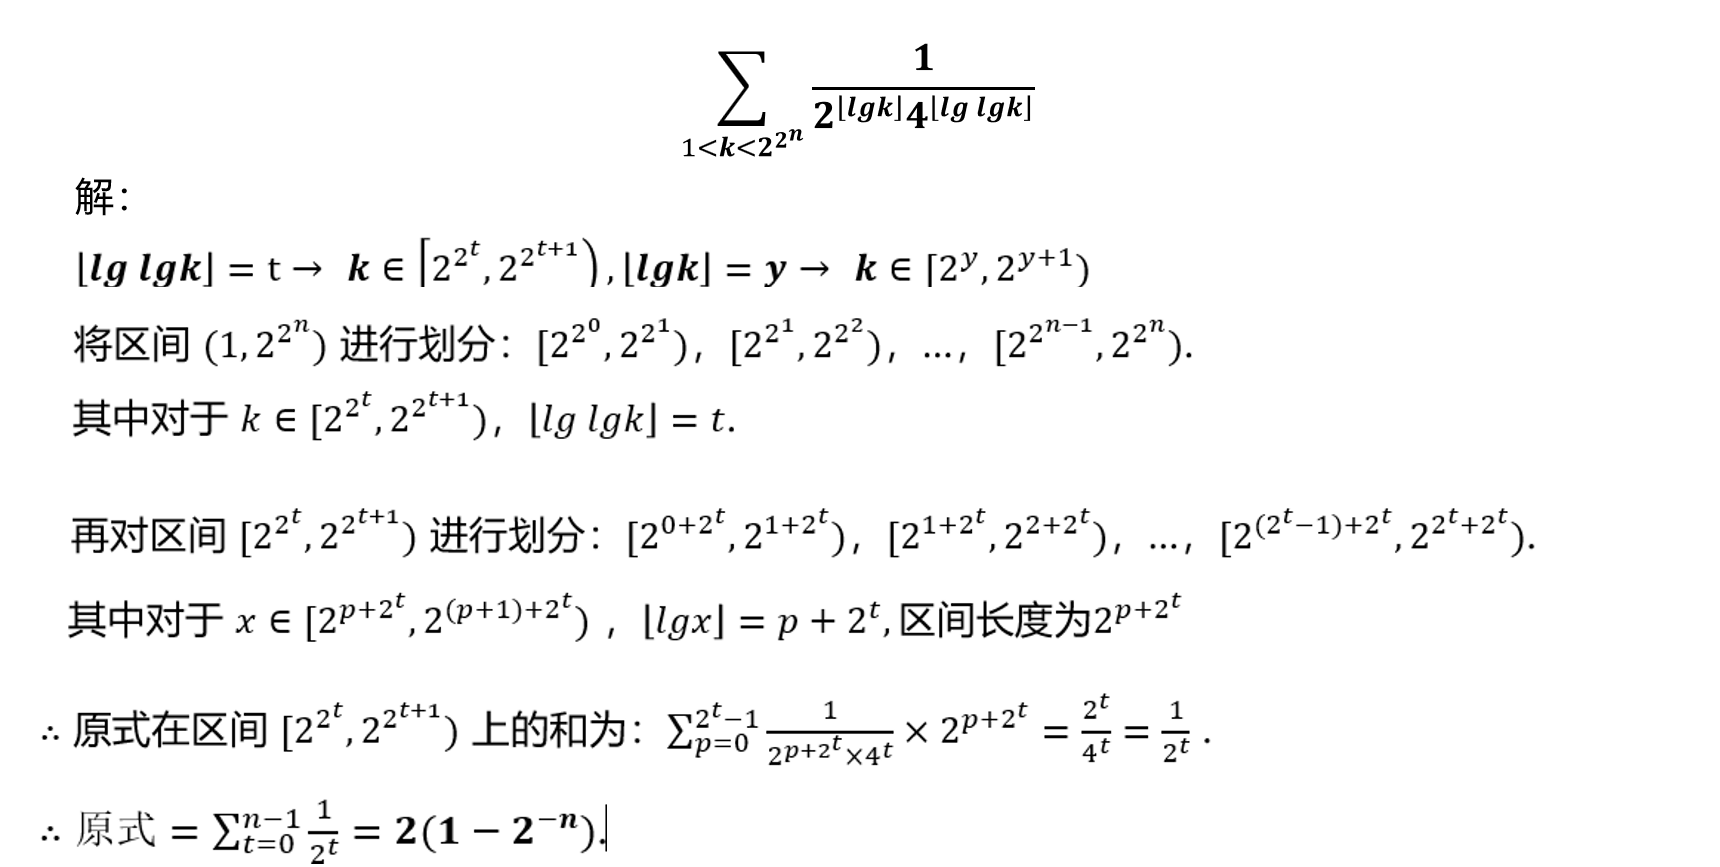 $$\sum_{1<k<2^{2^n}} \frac{1}{2^{\lfloor lgk \rfloor} 4^{\lfloor lg\ lgk \rfloor}}$$
解：
$\lfloor lg\ lgk \rfloor = t \rightarrow k \in \left[2^{2^t}, 2^{2^{t+1}}\right), \lfloor lgk \rfloor = y \rightarrow k \in [2^y, 2^{y+1})$
将区间 $(1, 2^{2^n})$ 进行划分：$[2^{2^0}, 2^{2^1})$，$[2^{2^1}, 2^{2^2})$，…，$[2^{2^{n-1}}, 2^{2^n})$.
其中对于 $k \in [2^{2^t}, 2^{2^{t+1}})$，$\lfloor lg\ lgk \rfloor = t$.
再对区间 $[2^{2^t}, 2^{2^{t+1}})$ 进行划分：$[2^{0+2^t}, 2^{1+2^t})$，$[2^{1+2^t}, 2^{2+2^t})$，…，$[2^{(2^t-1)+2^t}, 2^{2^t+2^t})$.
其中对于 $x \in [2^{p+2^t}, 2^{(p+1)+2^t})$ ，$\lfloor lgx \rfloor = p + 2^t$, 区间长度为$2^{p+2^t}$
∴ 原式在区间 $[2^{2^t}, 2^{2^{t+1}})$ 上的和为：$\sum_{p=0}^{2^t-1} \frac{1}{2^{p+2^t} \times 4^t} \times 2^{p+2^t} = \frac{2^t}{4^t} = \frac{1}{2^t}$ .
∴ 原式 $= \sum_{t=0}^{n-1} \frac{1}{2^t} = 2(1 - 2^{-n})$.